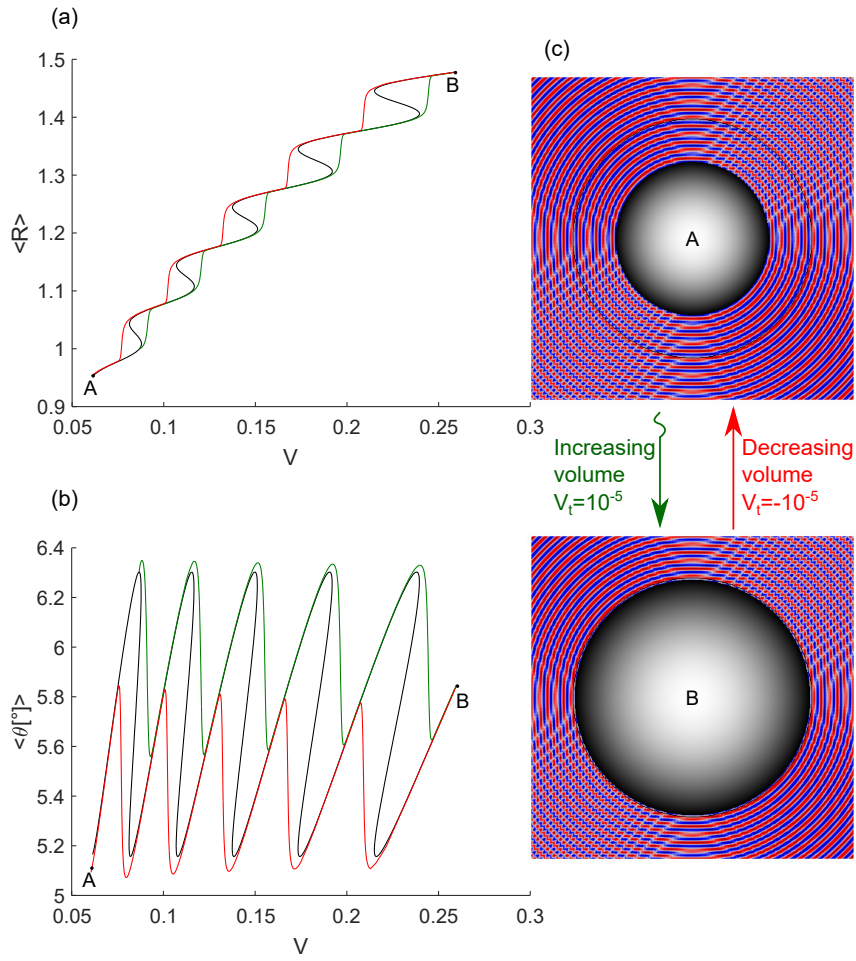 (a)
1.5
1.4
1.3
1.2
1.1
1
0.9
<R>
0.05
0.1
0.15
0.2
0.25
0.3
V
A
B
(b)
6.4
6.2
6
5.8
5.6
5.4
5.2
5
<θ[°]>
0.05
0.1
0.15
0.2
0.25
0.3
V
A
B
(c)
A
Increasing
volume
Vₜ=10⁻⁵
Decreasing
volume
Vₜ=-10⁻⁵
B